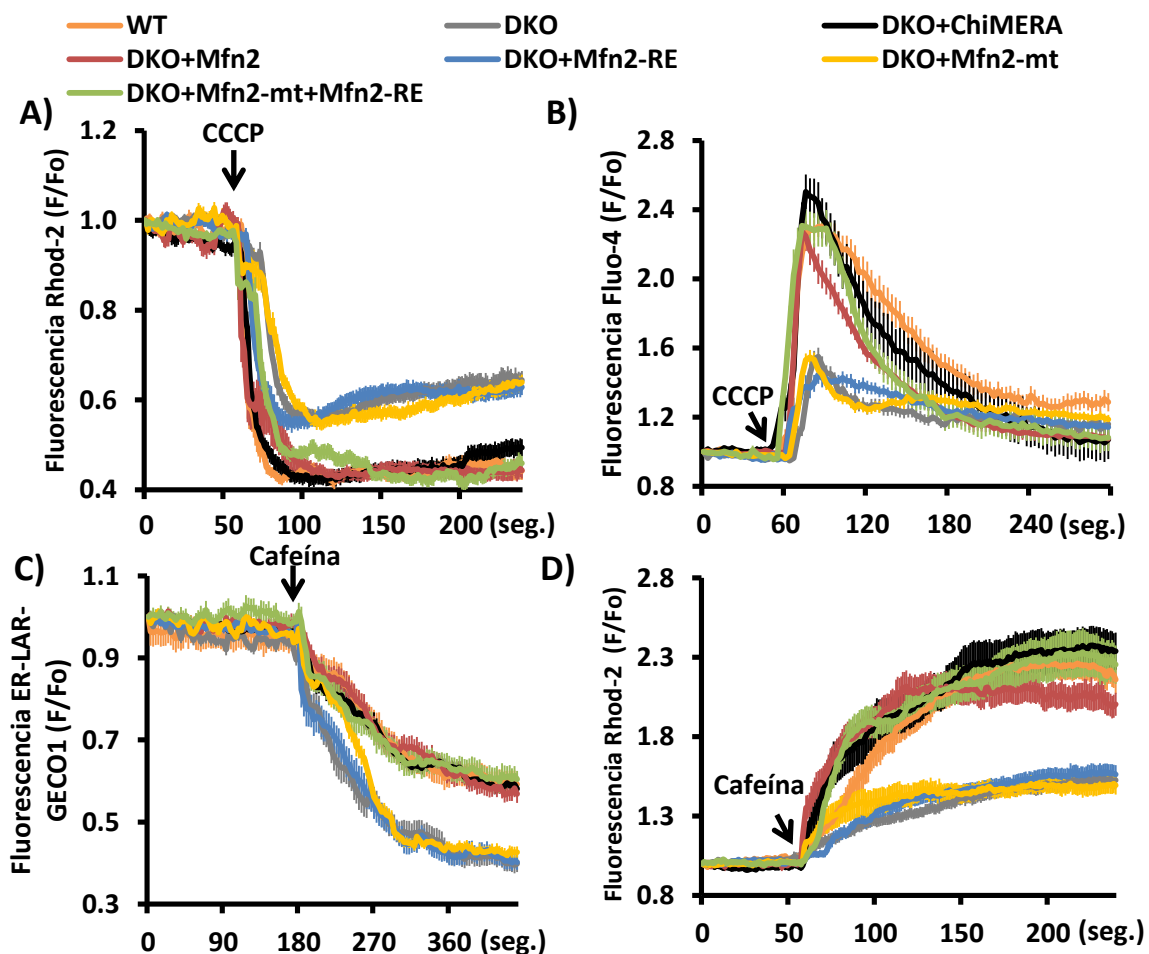 WT DKO DKO+ChiMERA
DKO+Mfn2 DKO+Mfn2-RE DKO+Mfn2-mt
DKO+Mfn2-mt+Mfn2-RE
A)
Fluorescencia Rhod-2 (F/Fo)
1.2
1.0
0.8
0.6
0.4
CCCP
0 50 100 150 200 (seg.)
B)
Fluorescencia Fluo-4 (F/Fo)
2.8
2.4
2.0
1.6
1.2
0.8
CCCP
0 60 120 180 240 (seg.)
C)
Fluorescencia ER-LAR-
GECO1 (F/Fo)
1.1
0.9
0.7
0.5
0.3
Cafeína
0 90 180 270 360 (seg.)
D)
Fluorescencia Rhod-2 (F/Fo)
2.8
2.3
1.8
1.3
0.8
Cafeína
0 50 100 150 200 (seg.)